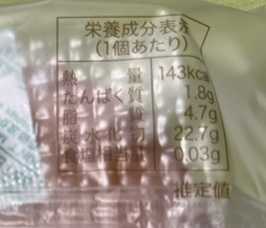 栄養成分表示
(1個あたり)
熱量 143kcal
たんぱく質 1.8g
脂質 4.7g
炭水化物 22.7g
食塩相当量 0.03g
推定値